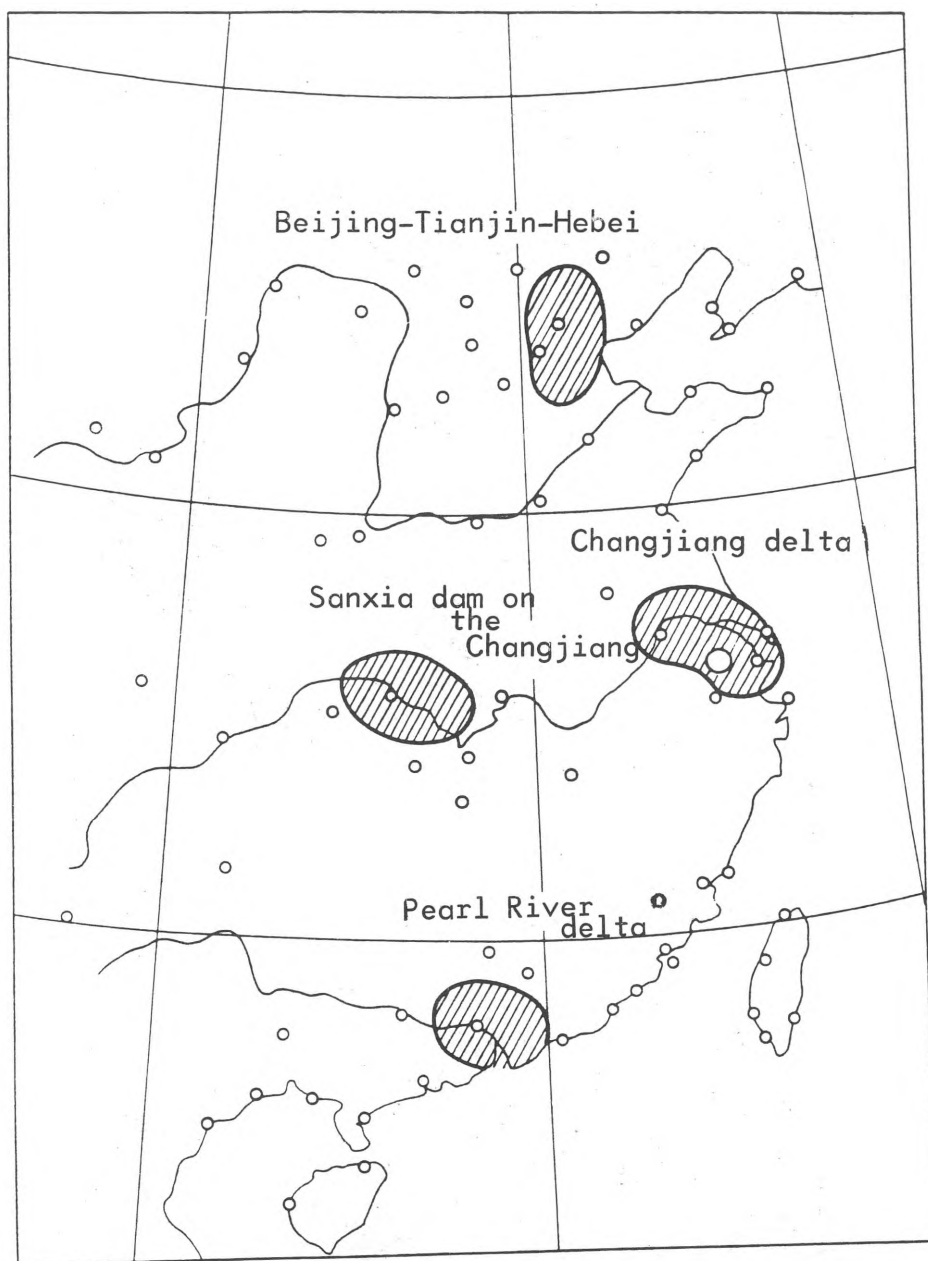 Beijing-Tianjin-Hebei
Changjiang delta
Sanxia dam on
the
Changjiang
Pearl River
delta